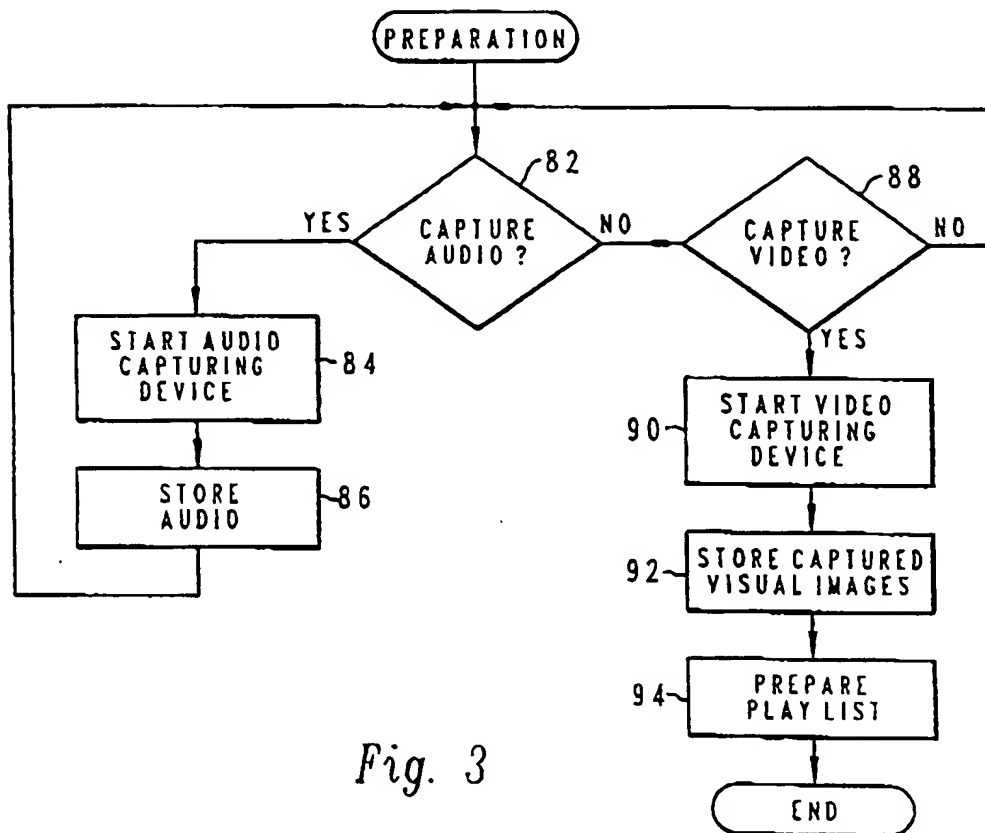 PREPARATION
82
88
YES
CAPTURE
AUDIO ?
NO
CAPTURE
VIDEO ?
NO
START AUDIO
CAPTURING
DEVICE
84
YES
90
START VIDEO
CAPTURING
DEVICE
STORE
AUDIO
86
92
STORE CAPTURED
VISUAL IMAGES
94
PREPARE
PLAY LIST
Fig. 3
END